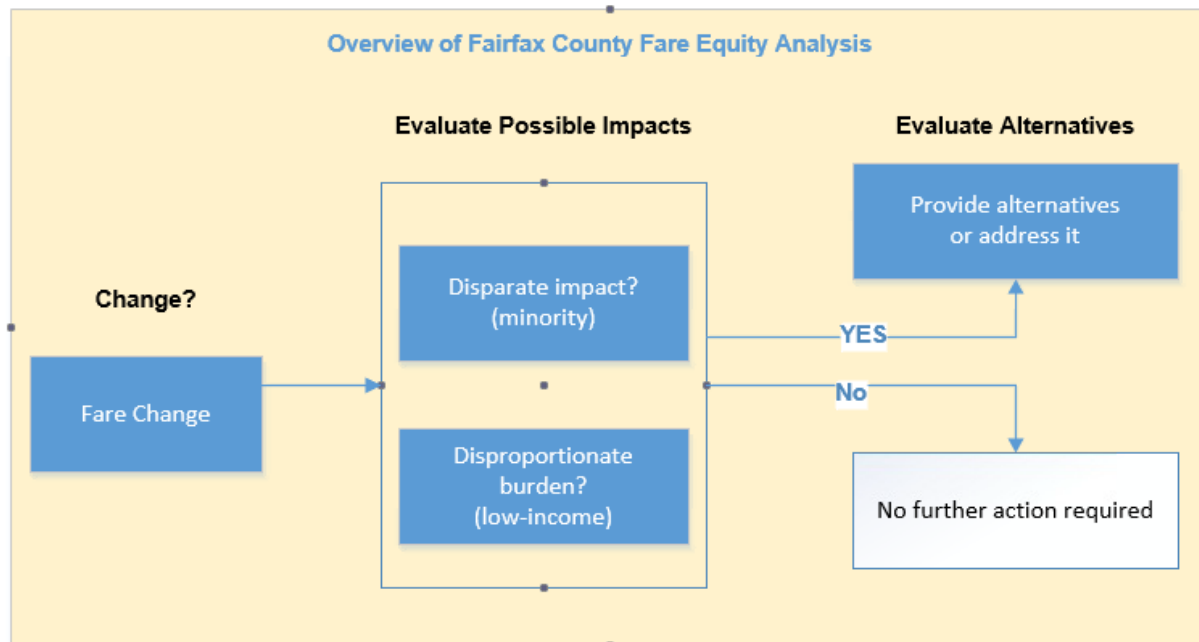 Overview of Fairfax County Fare Equity Analysis
Evaluate Possible Impacts
Evaluate Alternatives
Change?
Fare Change
Disparate impact?
(minority)
Disproportionate
burden?
(low-income)
YES
No
Provide alternatives
or address it
No further action required